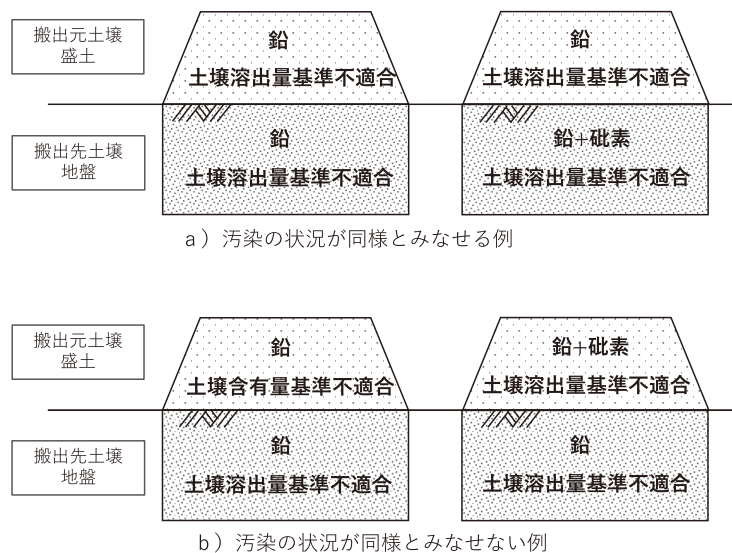 搬出元土壌
盛土
鉛
土壌溶出量基準不適合
鉛
土壌溶出量基準不適合
搬出先土壌
地盤
鉛
土壌溶出量基準不適合
鉛+砒素
土壌溶出量基準不適合
a）汚染の状況が同様とみなせる例
搬出元土壌
盛土
鉛
土壌含有量基準不適合
鉛+砒素
土壌溶出量基準不適合
搬出先土壌
地盤
鉛
土壌溶出量基準不適合
鉛
土壌溶出量基準不適合
b）汚染の状況が同様とみなせない例